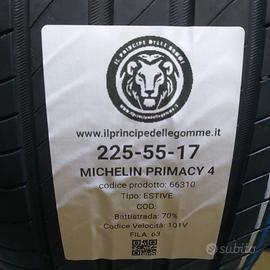 IL PRINCIPE DELLE GOMME
www.ilprincipedellegomme.it
225-55-17
MICHELIN PRIMACY 4
codice prodotto: 66310
Tipo: ESTIVE
COD:
Battistrada: 70%
Codice Velocità: 101V
FILA: 63
subito